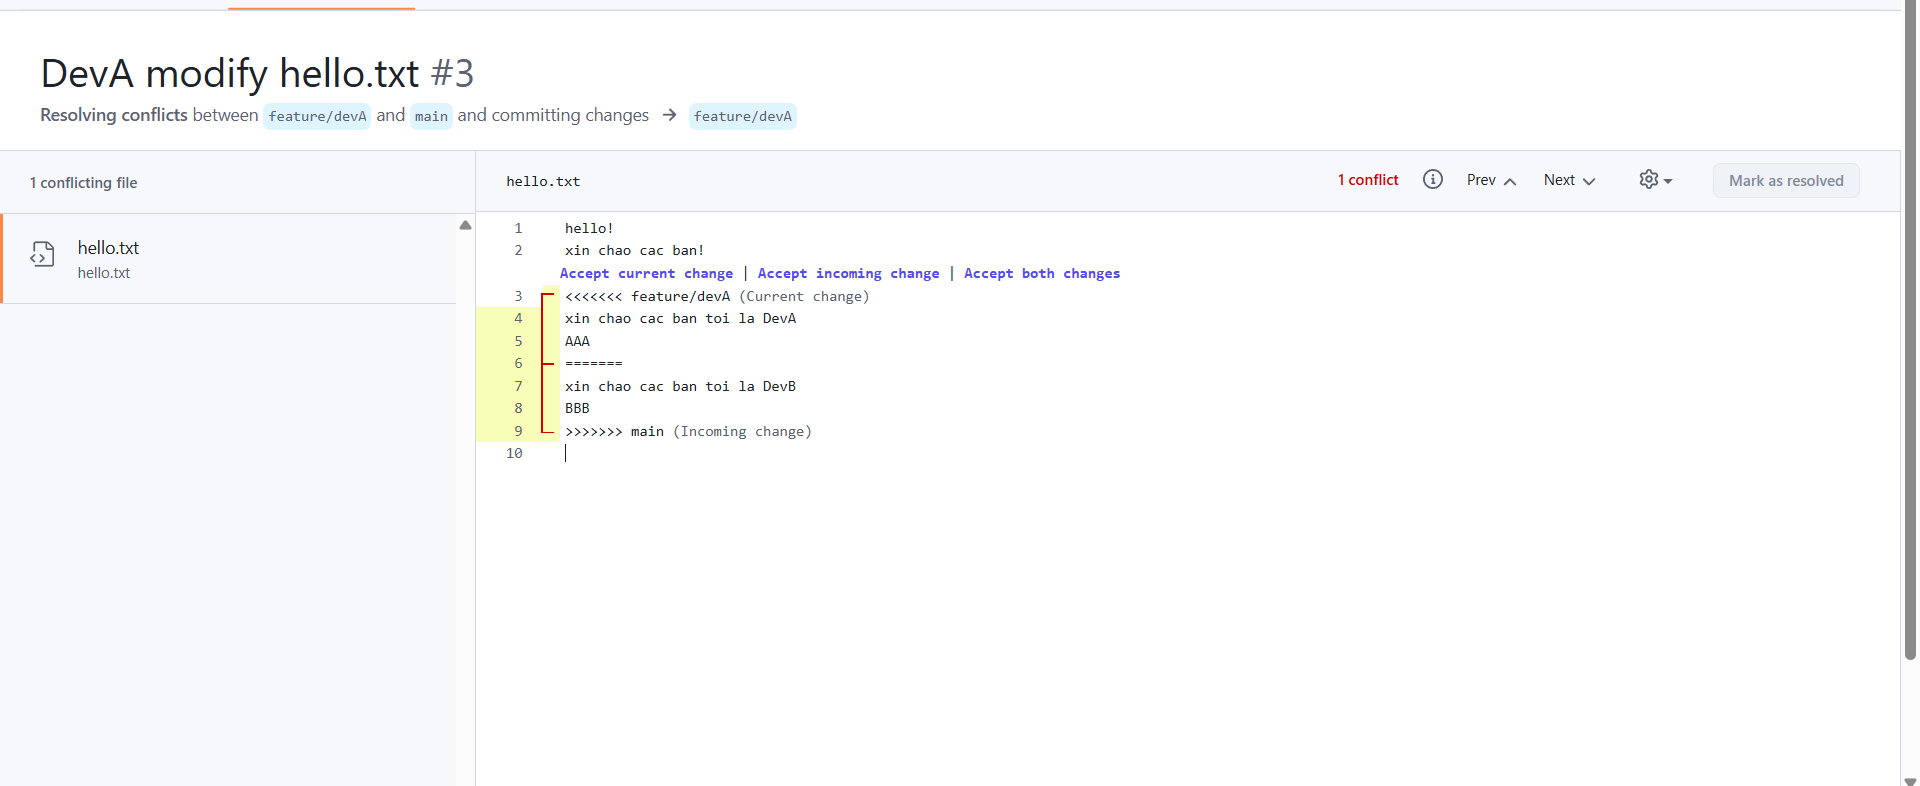 DevA modify hello.txt #3
Resolving conflicts between feature/devA and main and committing changes → feature/devA
1 conflicting file
hello.txt
hello.txt
hello.txt
1 conflict
Prev
Next
Mark as resolved
1 hello!
2 xin chao cac ban!
Accept current change | Accept incoming change | Accept both changes
3 <<<<<<< feature/devA (Current change)
4 xin chao cac ban toi la DevA
5 AAA
6 =======
7 xin chao cac ban toi la DevB
8 BBB
9 >>>>>>> main (Incoming change)
10